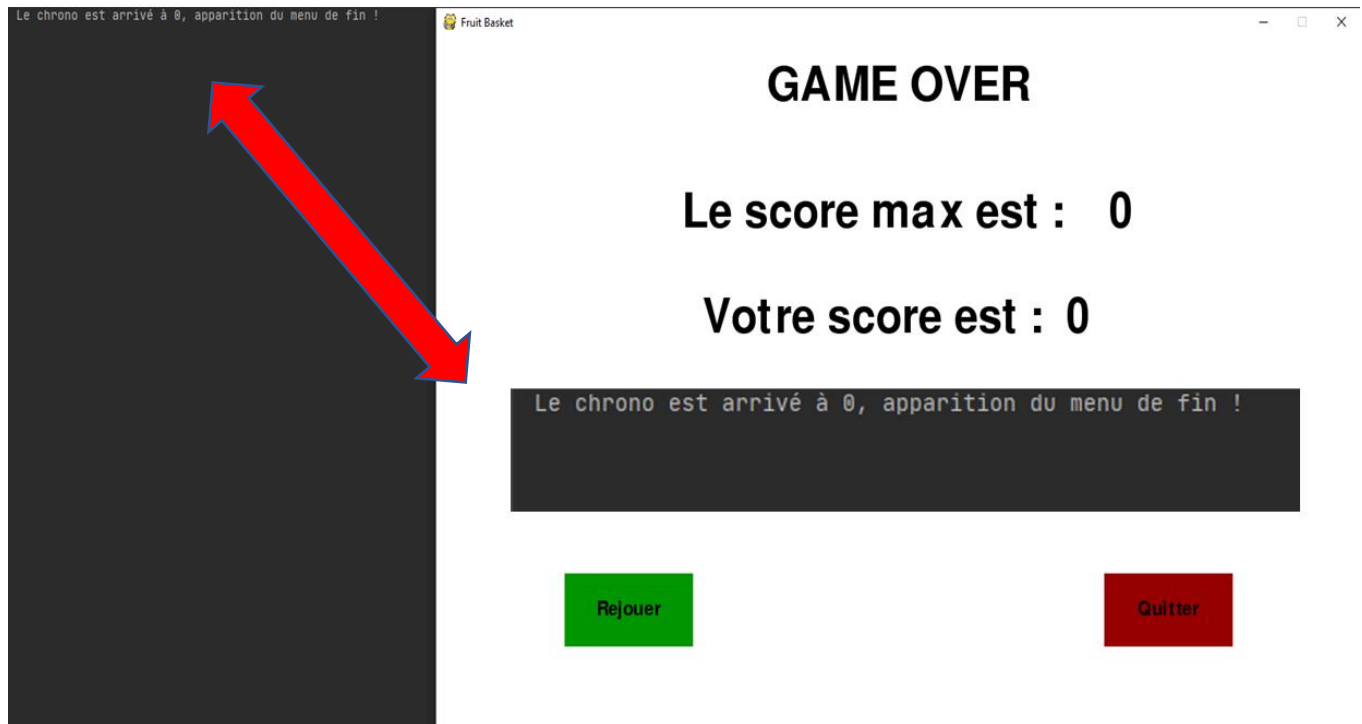 Le chrono est arrivé à 0, apparition du menu de fin !
Fruit Basket
GAME OVER
Le score max est : 0
Votre score est : 0
Le chrono est arrivé à 0, apparition du menu de fin !
Rejouer
Quitter